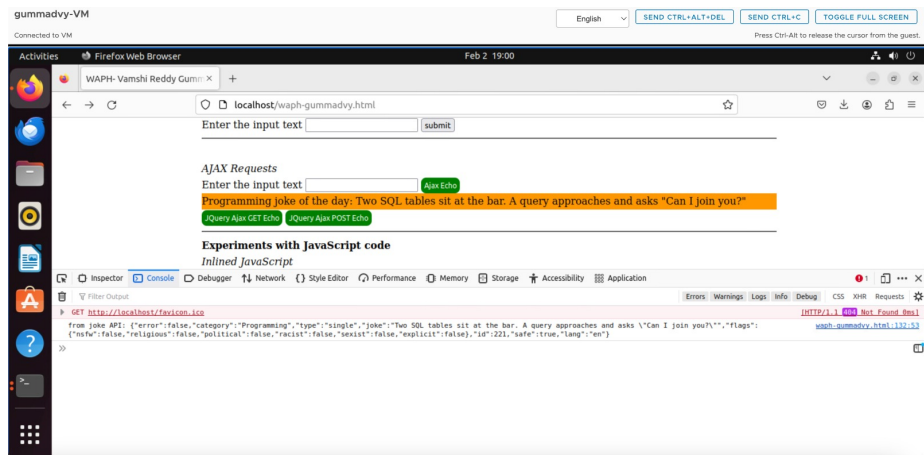 gummadvy-VM
English
SEND CTRL+ALT+DEL
SEND CTRL+C
TOGGLE FULL SCREEN
Connected to VM
Press Ctrl-Alt to release the cursor from the guest.
Activities
Firefox Web Browser
Feb 2 19:00
WAPH- Vamshi Reddy Gumm
localhost/waph-gummadvy.html
Enter the input text submit
AJAX Requests
Enter the input text Ajax Echo
Programming joke of the day: Two SQL tables sit at the bar. A query approaches and asks "Can I join you?"
JQuery Ajax GET Echo JQuery Ajax POST Echo
Experiments with JavaScript code
Inlined JavaScript
Inspector Console Debugger Network {} Style Editor Performance Memory Storage Accessibility Application 1
Filter Output Errors Warnings Logs Info Debug CSS XHR Requests
GET http://localhost/favicon.ico [HTTP/1.1 404 Not Found 0ms]
from joke API: {"error":false,"category":"Programming","type":"single","joke":"Two SQL tables sit at the bar. A query approaches and asks \"Can I join you?\"","flags": waph-gummadvy.html:132:53
{"nsfw":false,"religious":false,"political":false,"racist":false,"sexist":false,"explicit":false},"id":221,"safe":true,"lang":"en"}